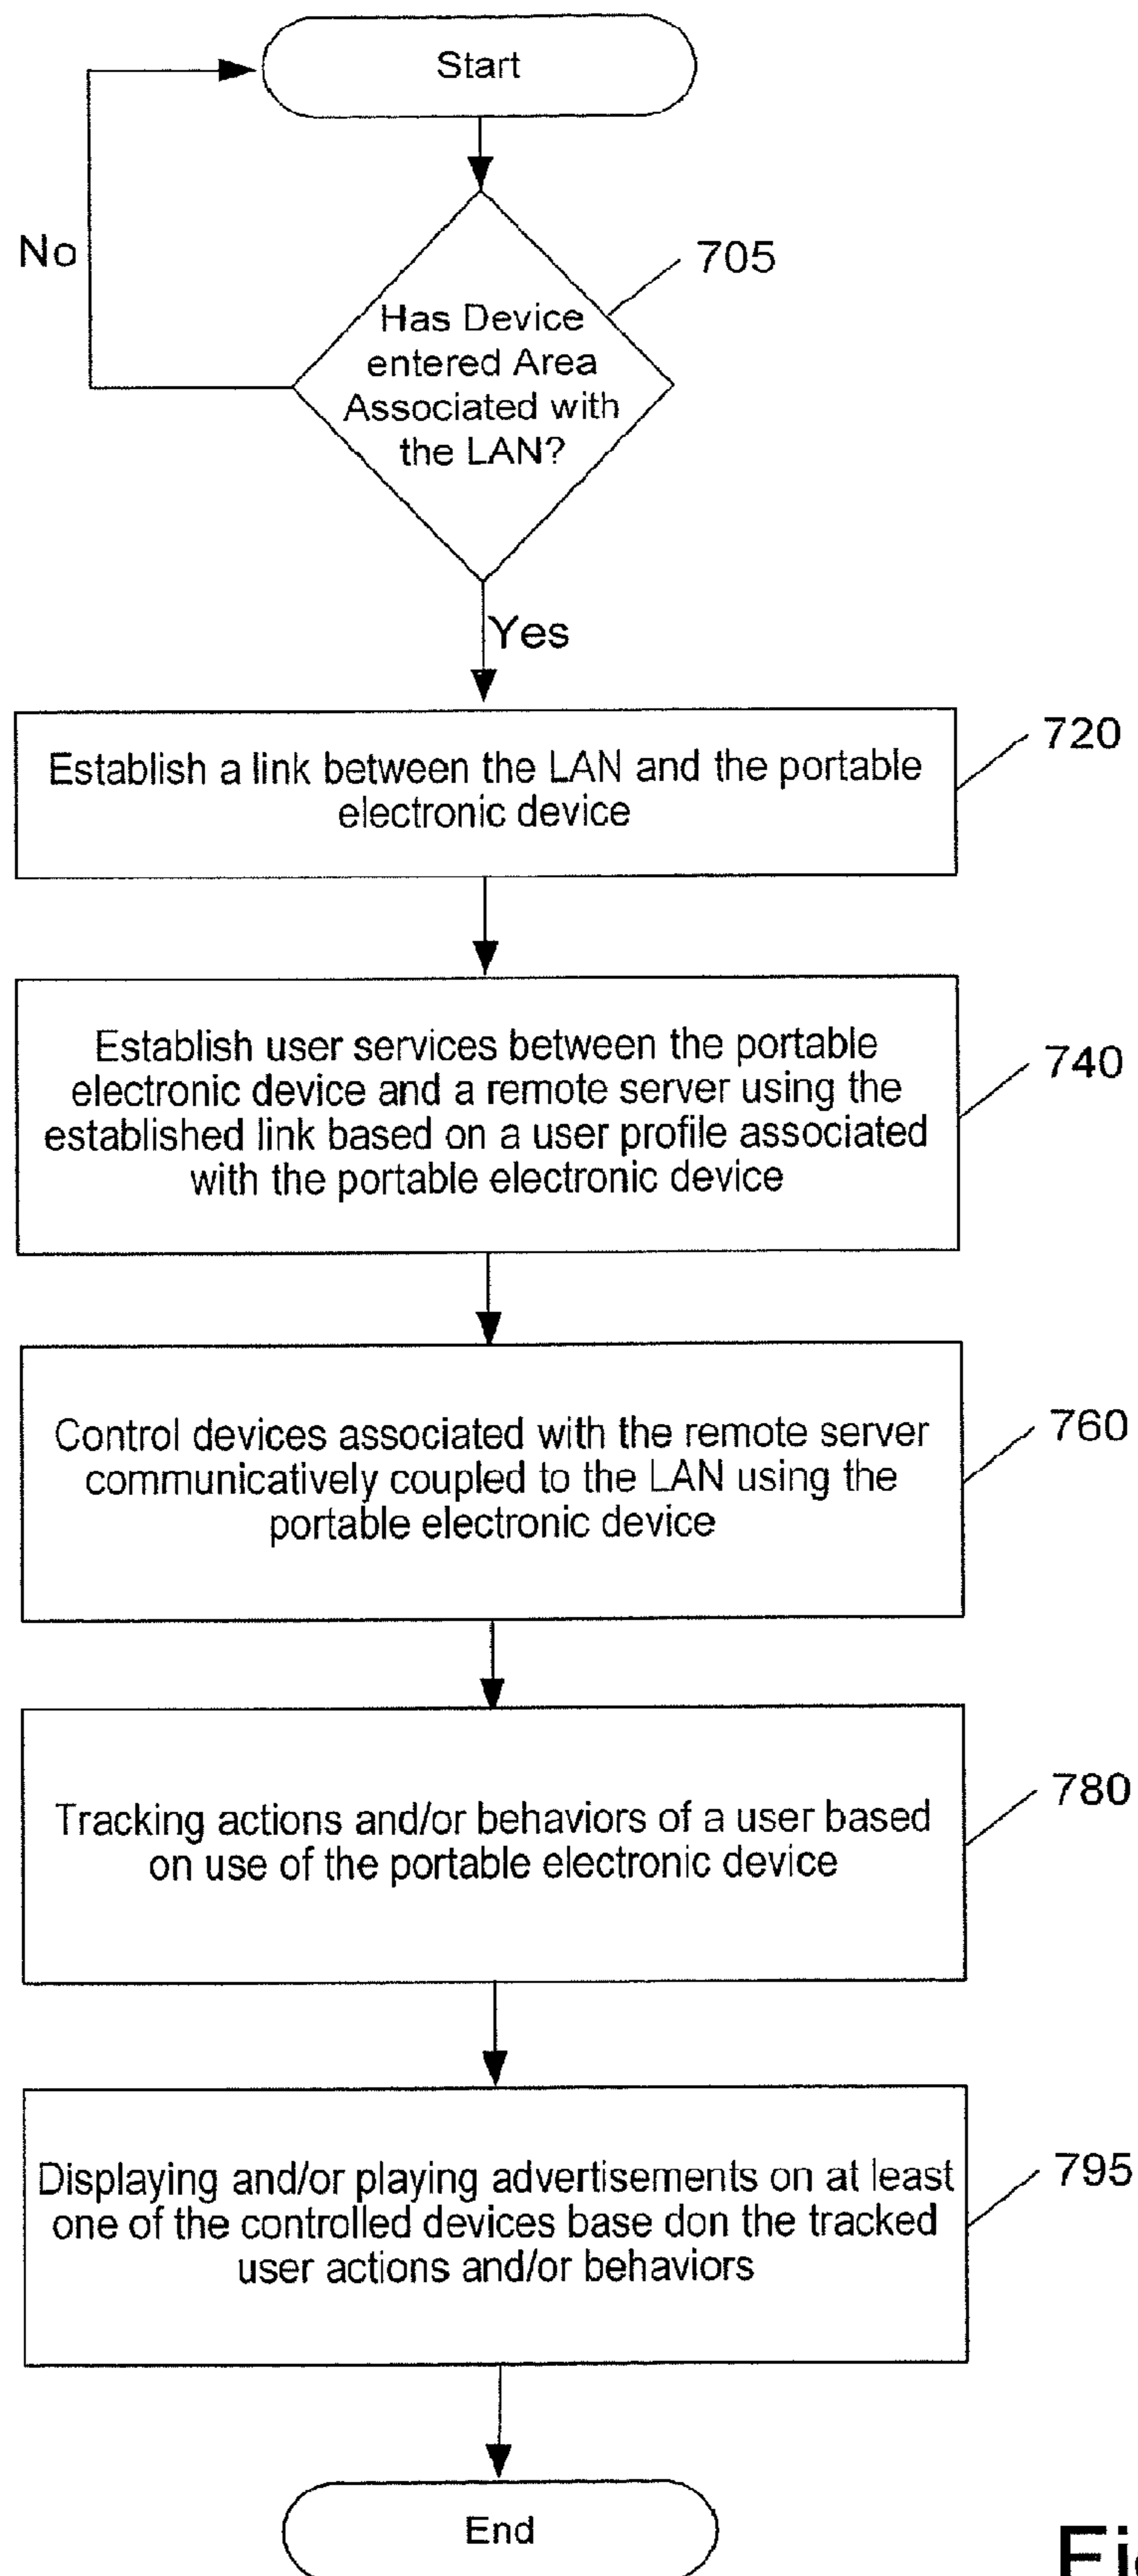 Start
No
705
Has Device
entered Area
Associated with
the LAN?
Yes
720
Establish a link between the LAN and the portable
electronic device
740
Establish user services between the portable
electronic device and a remote server using the
established link based on a user profile associated
with the portable electronic device
760
Control devices associated with the remote server
communicatively coupled to the LAN using the
portable electronic device
780
Tracking actions and/or behaviors of a user based
on use of the portable electronic device
795
Displaying and/or playing advertisements on at least
one of the controlled devices base don the tracked
user actions and/or behaviors
End